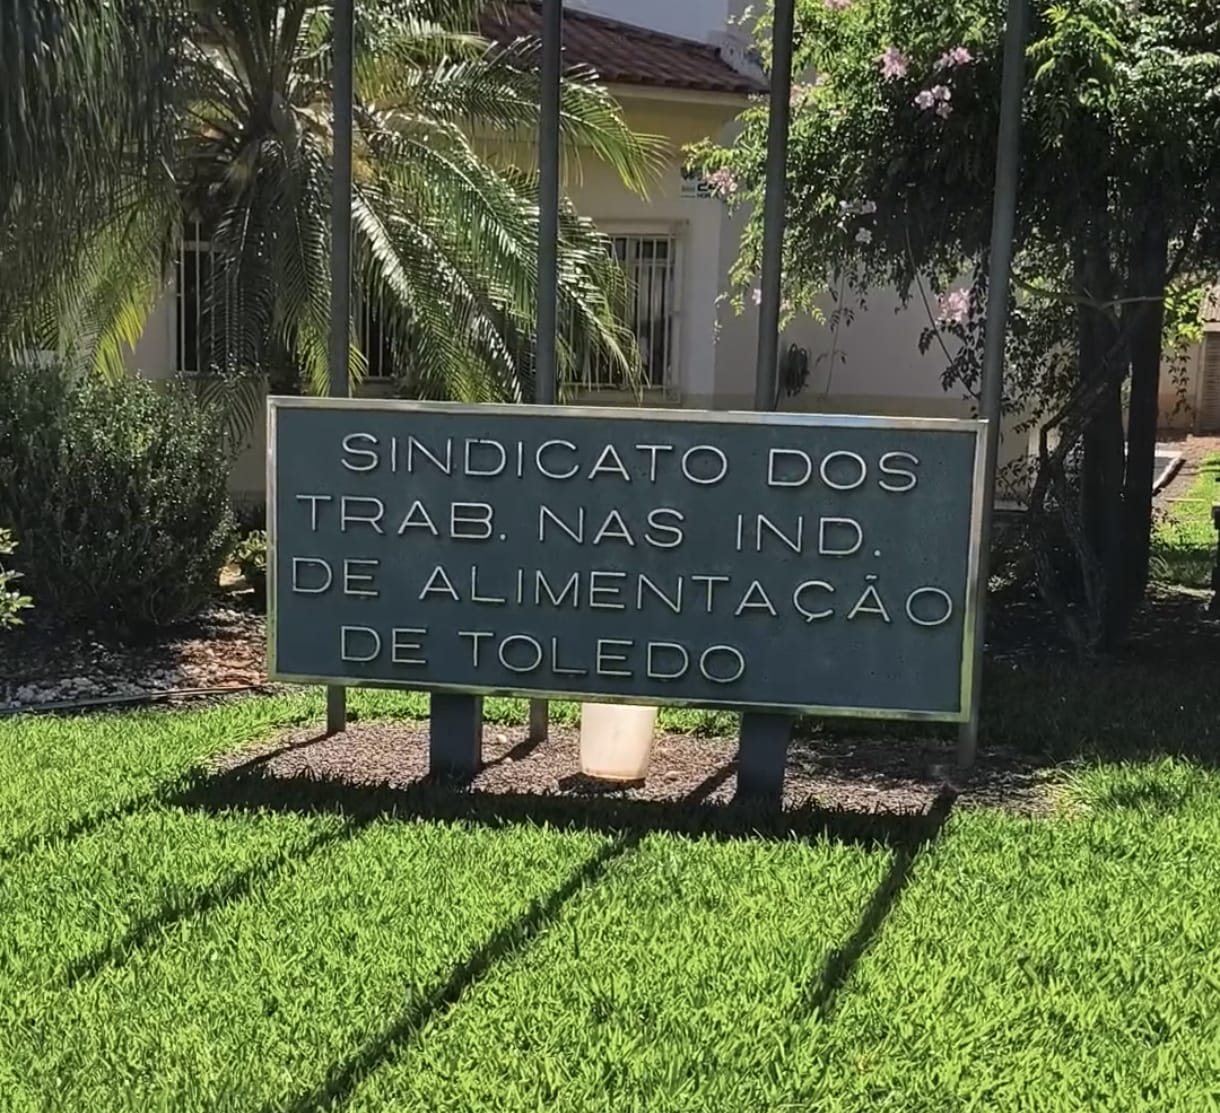 SINDICATO DOS
TRAB. NAS IND.
DE ALIMENTAÇÃO
DE TOLEDO